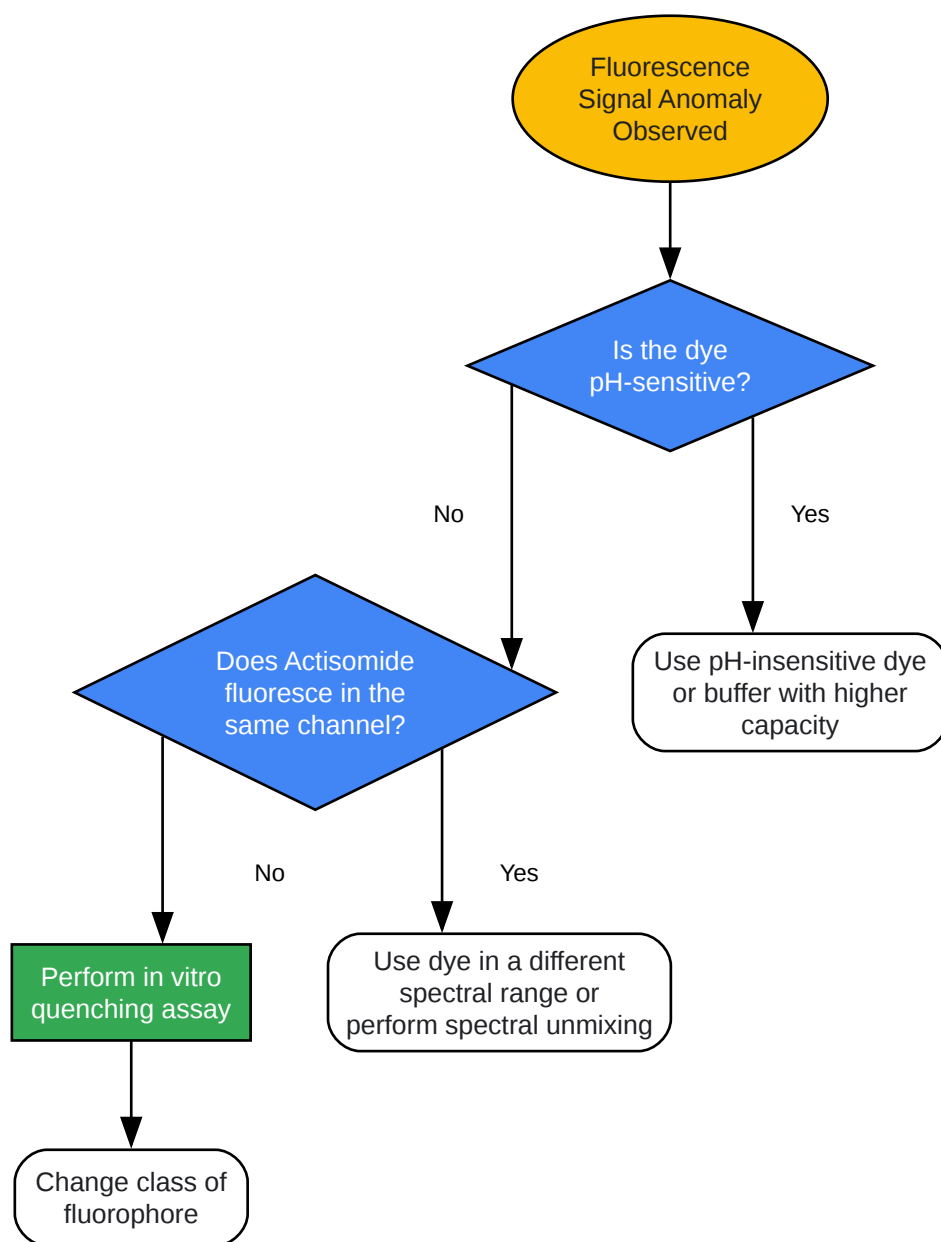 Fluorescence
Signal Anomaly
Observed
Is the dye
pH-sensitive?
No
Yes
Does Actisomide
fluoresce in the
same channel?
Use pH-insensitive dye
or buffer with higher
capacity
No
Yes
Perform in vitro
quenching assay
Use dye in a different
spectral range or
perform spectral unmixing
Change class of
fluorophore